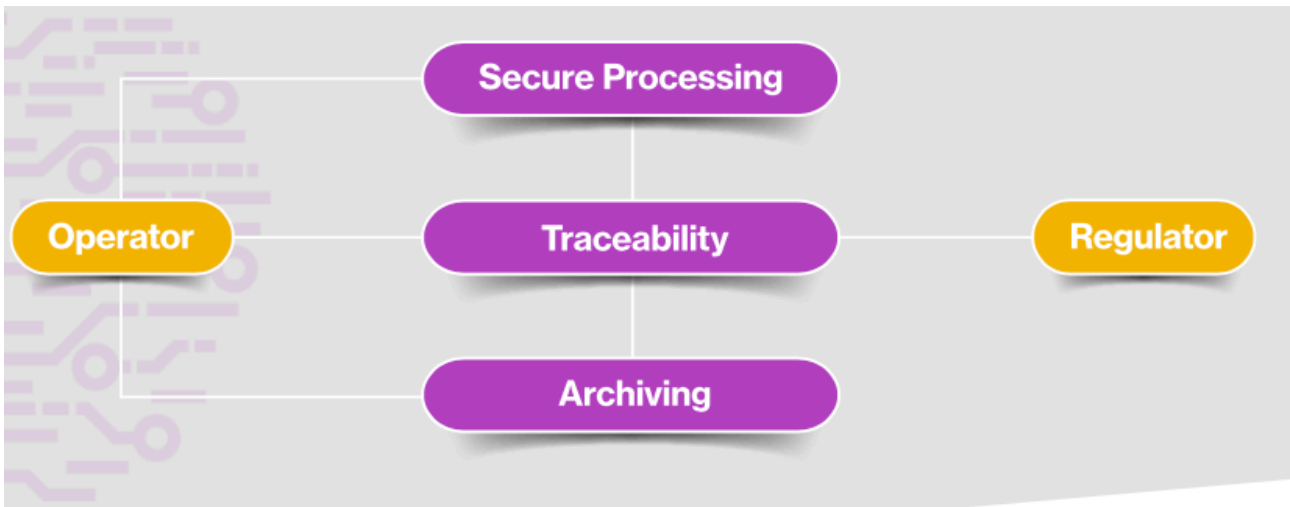 Secure Processing
Operator
Traceability
Regulator
Archiving